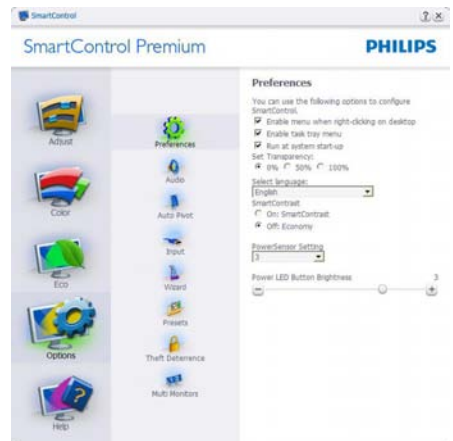 SmartControl
SmartControl Premium
PHILIPS
Adjust
Color
Eco
Options
Help
Preferences
Audio
Auto Pivot
Input
Wizard
Presets
Theft Deterrence
Multi Monitors
Preferences
You can use the following options to configure
SmartControl.
Enable menu when right-clicking on desktop
Enable task tray menu
Run at system start-up
Set Transparency:
0% 50% 100%
Select language:
English
SmartContrast
On: SmartContrast
Off: Economy
PowerSensor Setting
3
Power LED Button Brightness 3